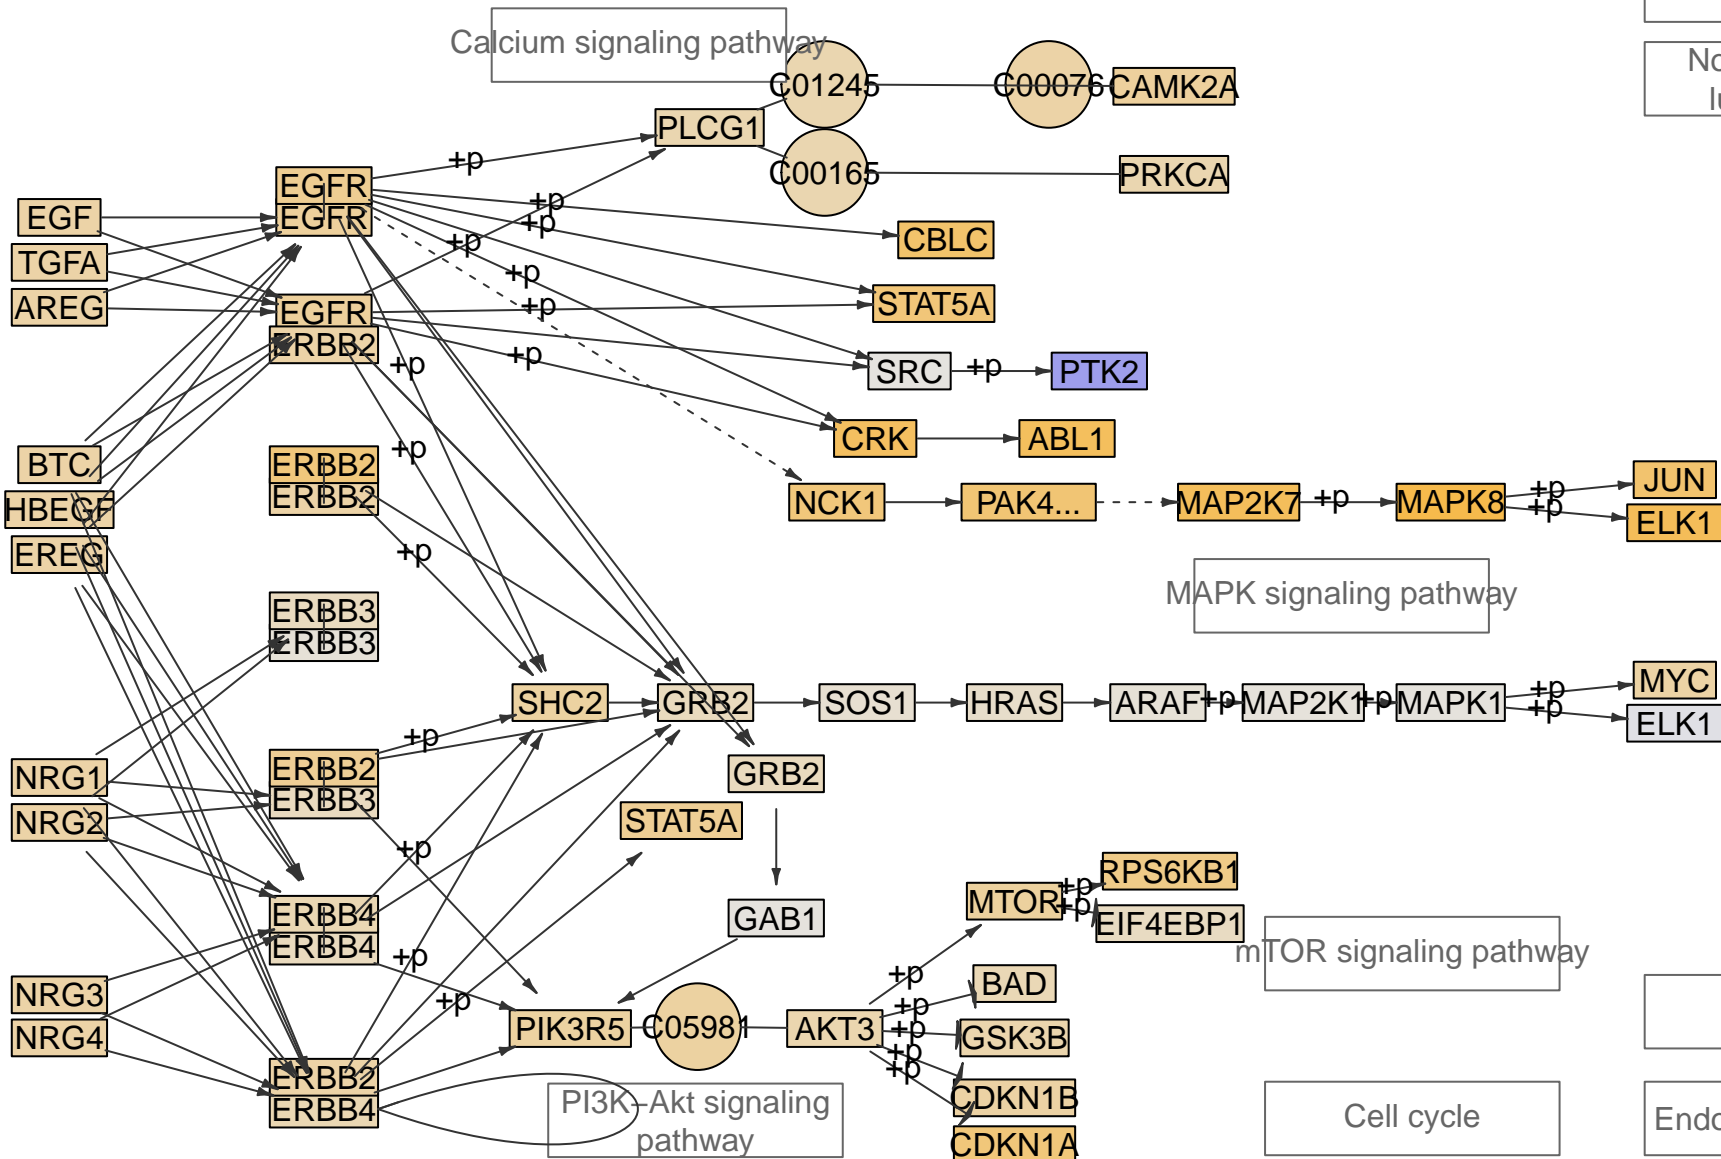 Calcium signaling pathway
C01245
C00076
CAMK2A
No
lu
PLCG1
+p
C00165
PRKCA
EGFR
EGFR
EGF
+p
+p
CBLC
TGFA
+p
+p
STAT5A
AREG
EGFR
+p
ERBB2
+p
+p
SRC
+p
PTK2
CRK
ABL1
BTC
ERBB2
+p
ERBB2
HBEGF
NCK1
PAK4...
MAP2K7
+p
MAPK8
+p
+p
JUN
ELK1
EREG
+p
MAPK signaling pathway
ERBB3
ERBB3
SHC2
GRB2
SOS1
HRAS
ARAF
+p
MAP2K1
+p
MAPK1
+p
+p
MYC
ELK1
+p
NRG1
ERBB2
ERBB3
GRB2
NRG2
STAT5A
+p
RPS6KB1
+p
+p
MTOR
EIF4EBP1
ERBB4
ERBB4
GAB1
mTOR signaling pathway
+p
+p
BAD
NRG3
+p
+p
NRG4
PIK3R5
C05981
AKT3
+p
GSK3B
+p
+p
ERBB2
ERBB4
PI3K-Akt signaling
pathway
CDKN1B
CDKN1A
Cell cycle
Endo